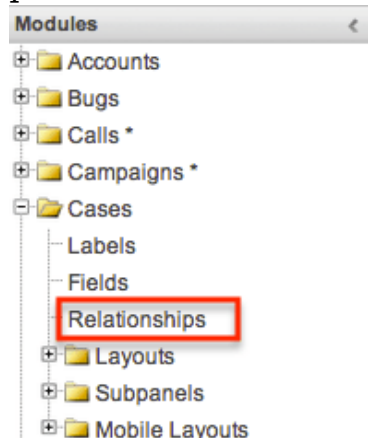 Modules
Accounts
Bugs
Calls *
Campaigns *
Cases
Labels
Fields
Relationships
Layouts
Subpanels
Mobile Layouts